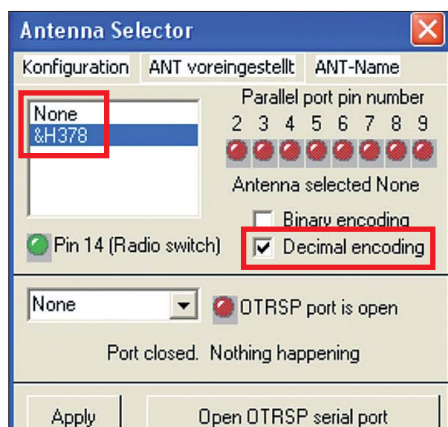 Antenna Selector
Konfiguration ANT voreingestellt ANT-Name
None
&H378
Parallel port pin number
2 3 4 5 6 7 8 9
Antenna selected None
Binary encoding
Pin 14 (Radio switch)
Decimal encoding
None
OTRSP port is open
Port closed. Nothing happening
Apply
Open OTRSP serial port